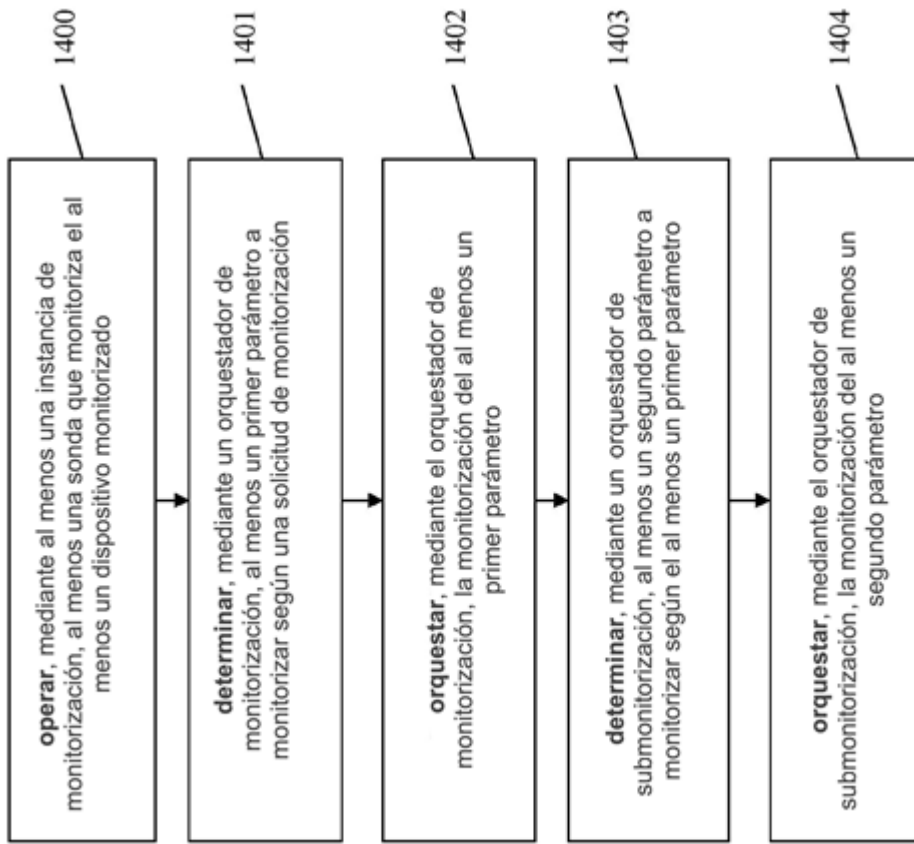 operar, mediante al menos una instancia de
monitorización, al menos una sonda que monitoriza el al
menos un dispositivo monitorizado
1400
determinar, mediante un orquestador de
monitorización, al menos un primer parámetro a
monitorizar según una solicitud de monitorización
1401
orquestar, mediante el orquestador de
monitorización, la monitorización del al menos un
primer parámetro
1402
determinar, mediante un orquestador de
submonitorización, al menos un segundo parámetro a
monitorizar según el al menos un primer parámetro
1403
orquestar, mediante el orquestador de
submonitorización, la monitorización del al menos un
segundo parámetro
1404